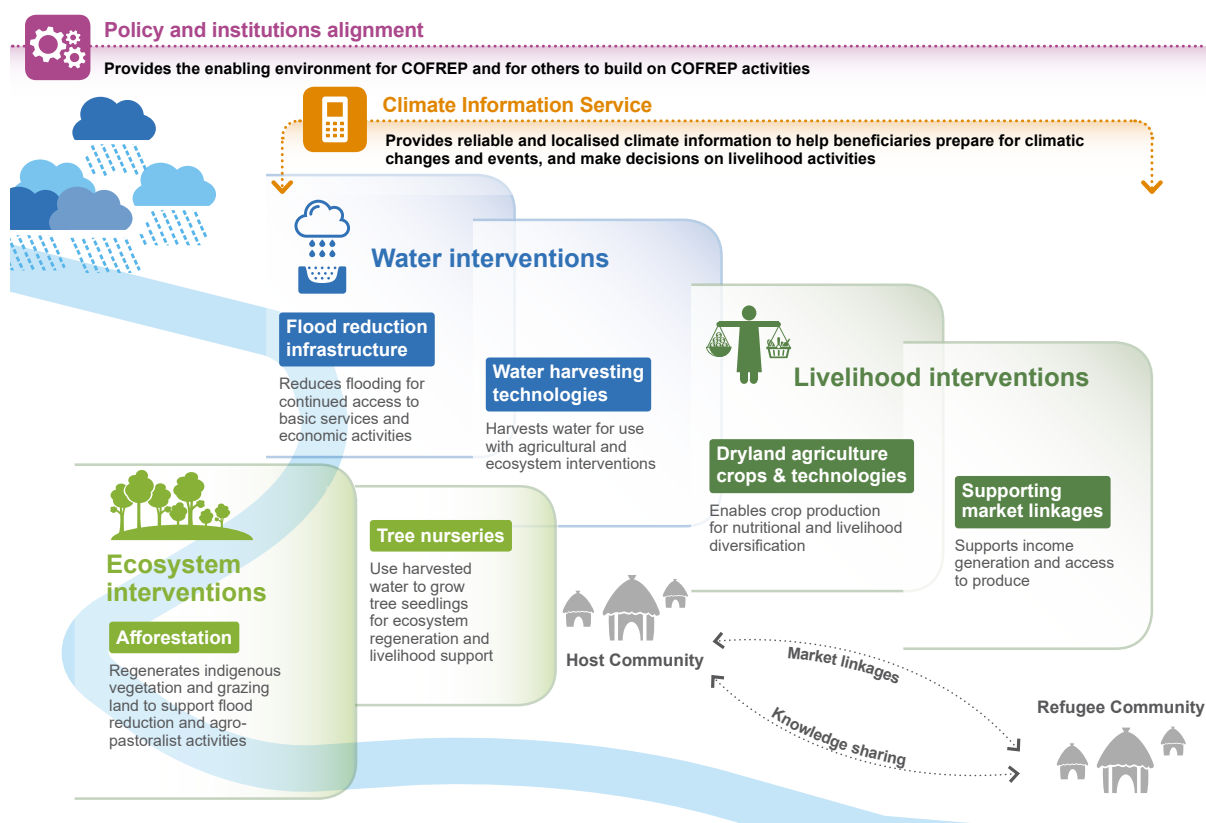 Policy and institutions alignment
Provides the enabling environment for COFREP and for others to build on COFREP activities
Climate Information Service
Provides reliable and localised climate information to help beneficiaries prepare for climatic
changes and events, and make decisions on livelihood activities
Water interventions
Flood reduction
infrastructure
Reduces flooding for
continued access to
basic services and
economic activities
Water harvesting
technologies
Harvests water for use
with agricultural and
ecosystem interventions
Livelihood interventions
Dryland agriculture
crops & technologies
Enables crop production
for nutritional and livelihood
diversification
Supporting
market linkages
Supports income
generation and access
to produce
Ecosystem
interventions
Afforestation
Regenerates indigenous
vegetation and grazing
land to support flood
reduction and agro-
pastoralist activities
Tree nurseries
Use harvested
water to grow
tree seedlings
for ecosystem
regeneration and
livelihood support
Host Community
Market linkages
Knowledge sharing
Refugee Community